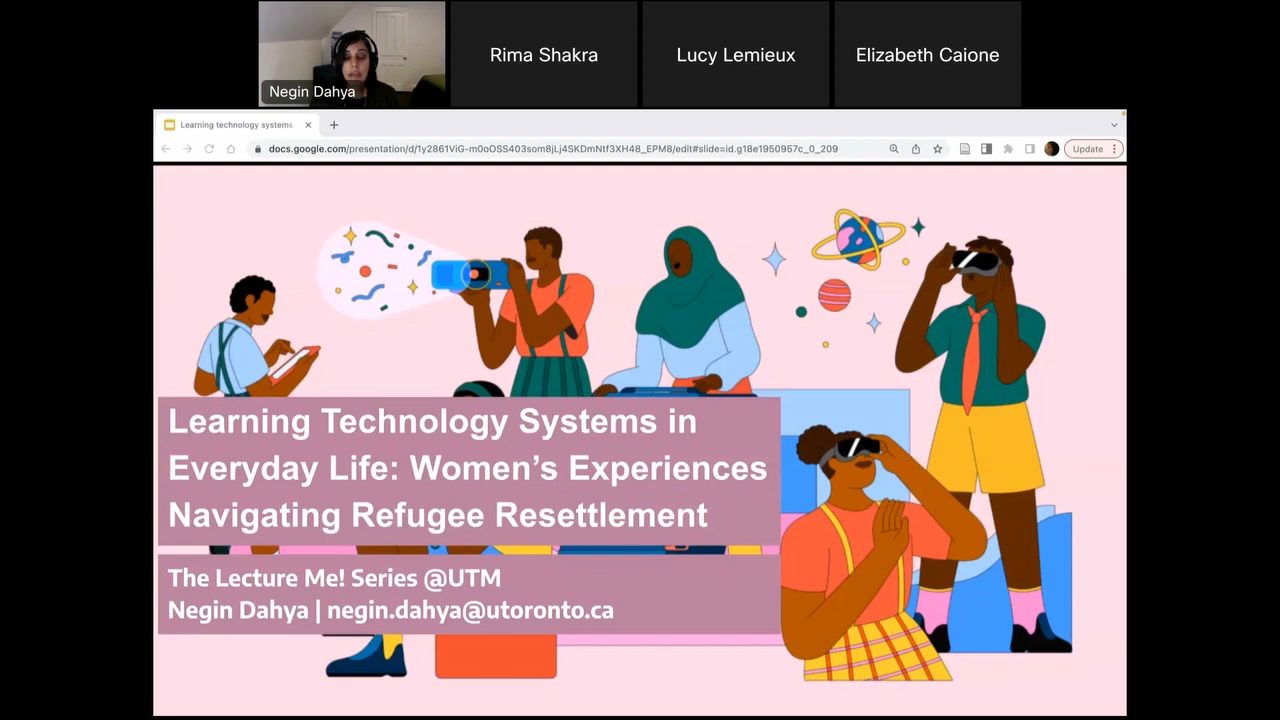 Negin Dahya
Rima Shakra
Lucy Lemieux
Elizabeth Caione
Learning technology systems
docs.google.com/presentation/d/1y2861ViG-m0oOSS403som8jLj4SKDmNtf3XH48_EPM8/edit#slide=id.g18e1950957c_0_209
Update
Learning Technology Systems in
Everyday Life: Women’s Experiences
Navigating Refugee Resettlement
The Lecture Me! Series @UTM
Negin Dahya | negin.dahya@utoronto.ca